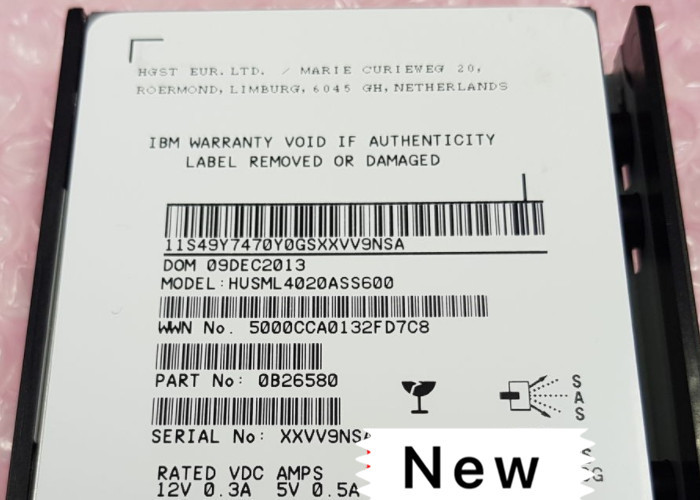 HGST EUR.LTD. / MARIE CURIEWEG 20,
ROERMOND, LIMBURG, 6045 GH, NETHERLANDS
IBM WARRANTY VOID IF AUTHENTICITY
LABEL REMOVED OR DAMAGED
11S49Y7470Y0GSXXVV9NSA
DOM 09DEC2013
MODEL:HUSML4020ASS600
WWN No. 5000CCA0132FD7C8
PART No: 0B26580
SAS
SERIAL No: XXVV9NSA
RATED VDC AMPS
12V 0.3A 5V 0.5A
New